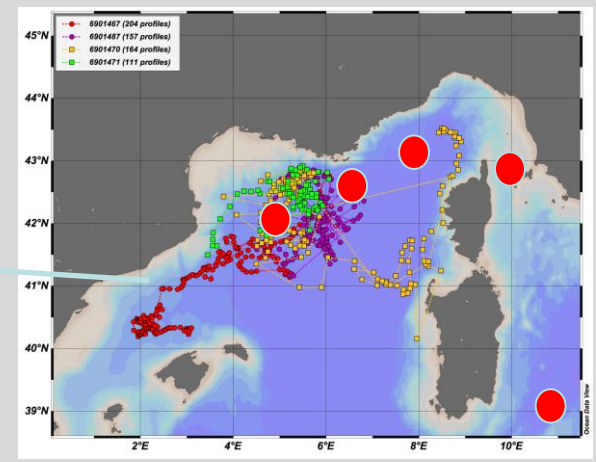 6901467 (204 profiles)
6901487 (157 profiles)
6901470 (164 profiles)
6901471 (111 profiles)
45°N
44°N
43°N
42°N
41°N
40°N
39°N
2°E 4°E 6°E 8°E 10°E
Ocean Data View